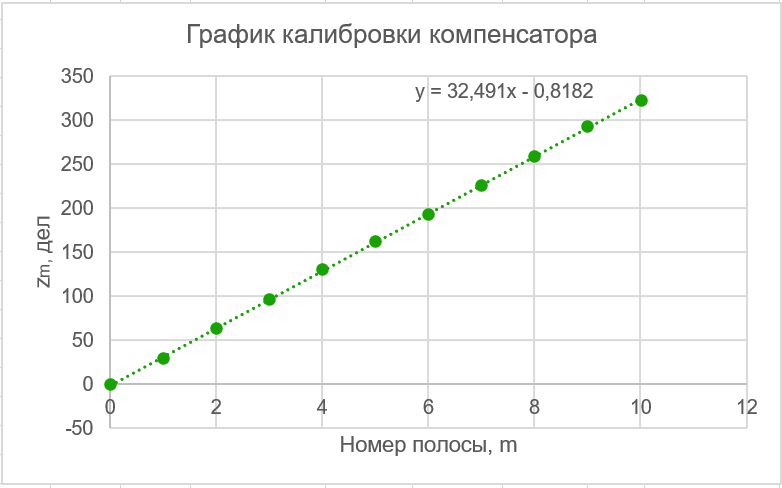 График калибровки компенсатора
y = 32,491x - 0,8182
350
300
250
200
150
100
50
0
-50
zm, дел
0 2 4 6 8 10 12
Номер полосы, m